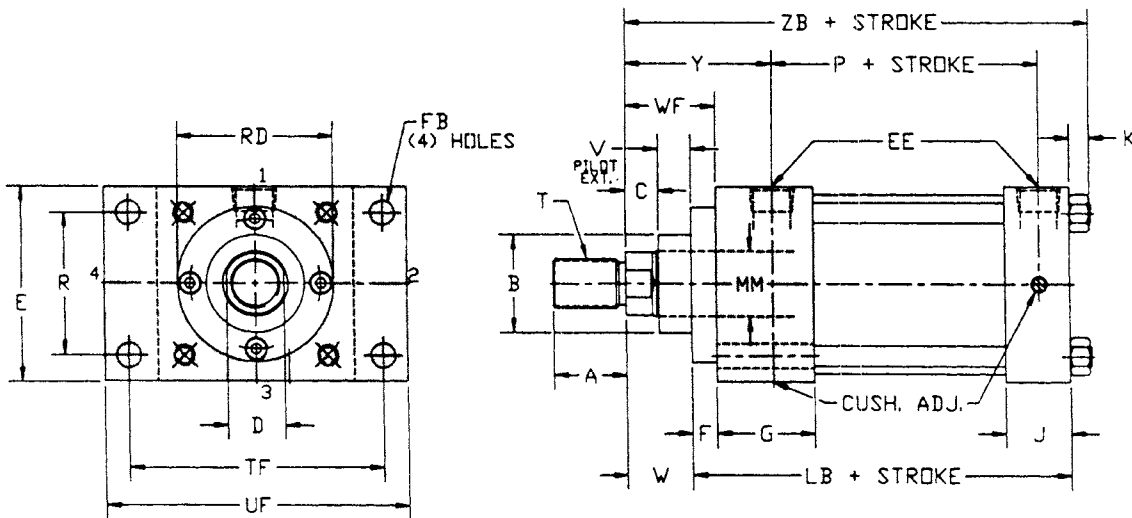 ZB + STROKE
Y
P + STROKE
WF
K
FB
(4) HOLES
RD
V
PILOT
EXT.
EE
C
T
1
4
2
R
E
B
MM
3
A
CUSH. ADJ.
D
F
G
J
TF
W
LB + STROKE
UF